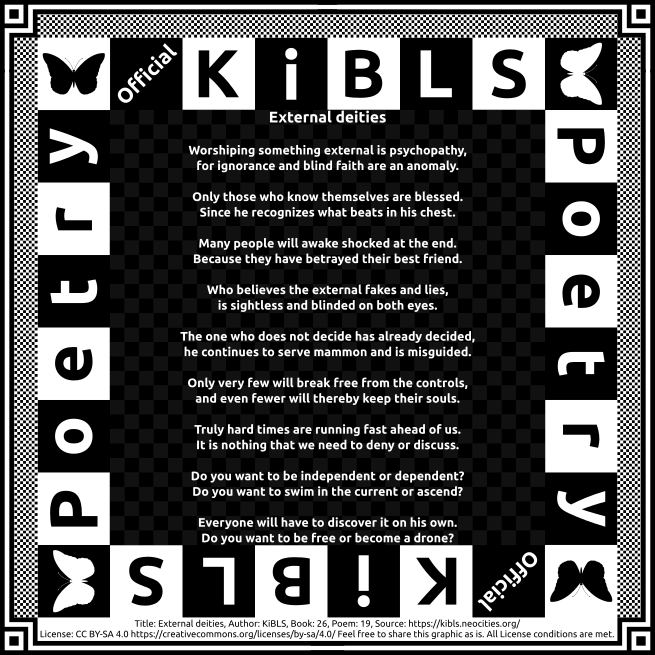 Official KiBLS
Poetry
Poetry
External deities
Worshiping something external is psychopathy,
for ignorance and blind faith are an anomaly.
Only those who know themselves are blessed.
Since he recognizes what beats in his chest.
Many people will awake shocked at the end.
Because they have betrayed their best friend.
Who believes the external fakes and lies,
is sightless and blinded on both eyes.
The one who does not decide has already decided,
he continues to serve mammon and is misguided.
Only very few will break free from the controls,
and even fewer will thereby keep their souls.
Truly hard times are running fast ahead of us.
It is nothing that we need to deny or discuss.
Do you want to be independent or dependent?
Do you want to swim in the current or ascend?
Everyone will have to discover it on his own.
Do you want to be free or become a drone?
Official KiBLS
Title: External deities, Author: KiBLS, Book: 26, Poem: 19, Source: https://kibls.neocities.org/
License: CC BY-SA 4.0 https://creativecommons.org/licenses/by-sa/4.0/ Feel free to share this graphic as is. All License conditions are met.